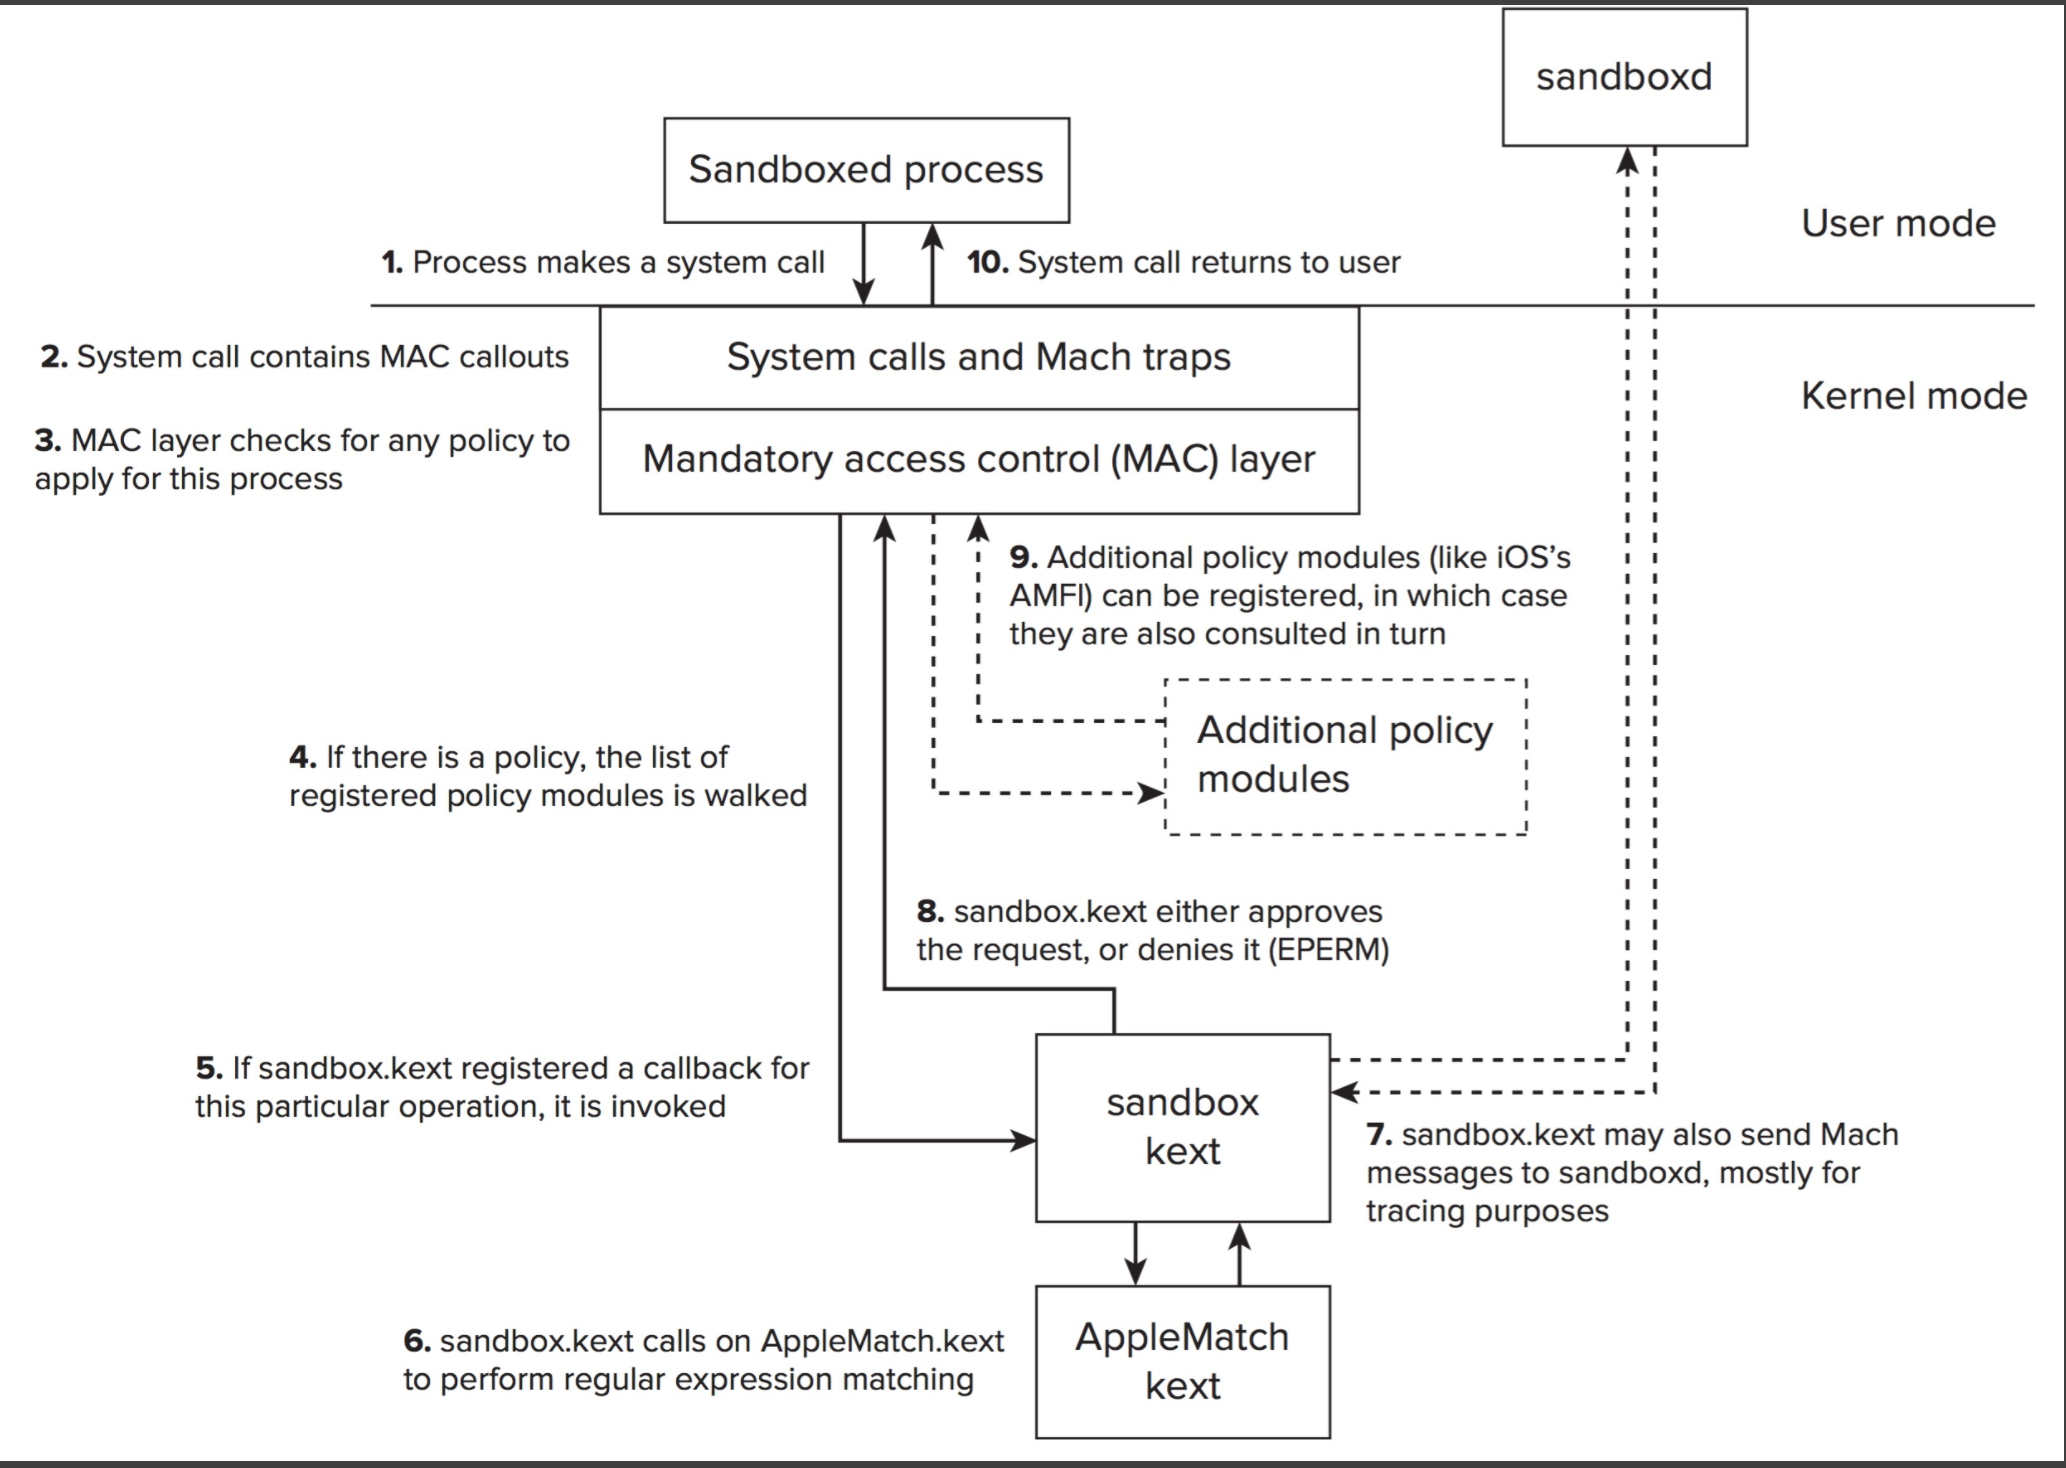 sandboxd
Sandboxed process
User mode
1. Process makes a system call
10. System call returns to user
2. System call contains MAC callouts
System calls and Mach traps
Kernel mode
3. MAC layer checks for any policy to
apply for this process
Mandatory access control (MAC) layer
9. Additional policy modules (like iOS’s
AMFI) can be registered, in which case
they are also consulted in turn
Additional policy
modules
4. If there is a policy, the list of
registered policy modules is walked
8. sandbox.kext either approves
the request, or denies it (EPERM)
5. If sandbox.kext registered a callback for
this particular operation, it is invoked
sandbox
kext
7. sandbox.kext may also send Mach
messages to sandboxd, mostly for
tracing purposes
6. sandbox.kext calls on AppleMatch.kext
to perform regular expression matching
AppleMatch
kext